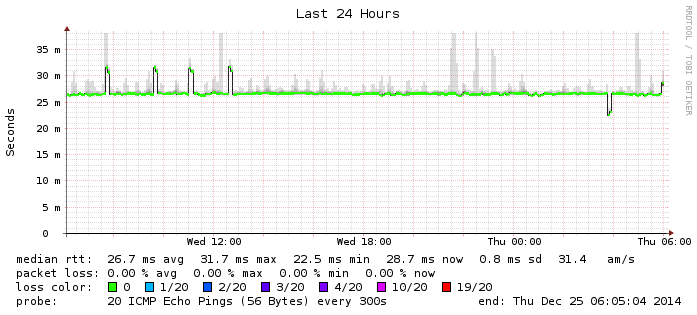 Last 24 Hours
RRDTOOL / TOBI OETIKER
Seconds
35 m
30 m
25 m
20 m
15 m
10 m
5 m
0
Wed 12:00 Wed 18:00 Thu 00:00 Thu 06:00
median rtt: 26.7 ms avg 31.7 ms max 22.5 ms min 28.7 ms now 0.8 ms sd 31.4 am/s
packet loss: 0.00 % avg 0.00 % max 0.00 % min 0.00 % now
loss color: 0 1/20 2/20 3/20 4/20 10/20 19/20
probe: 20 ICMP Echo Pings (56 Bytes) every 300s end: Thu Dec 25 06:05:04 2014